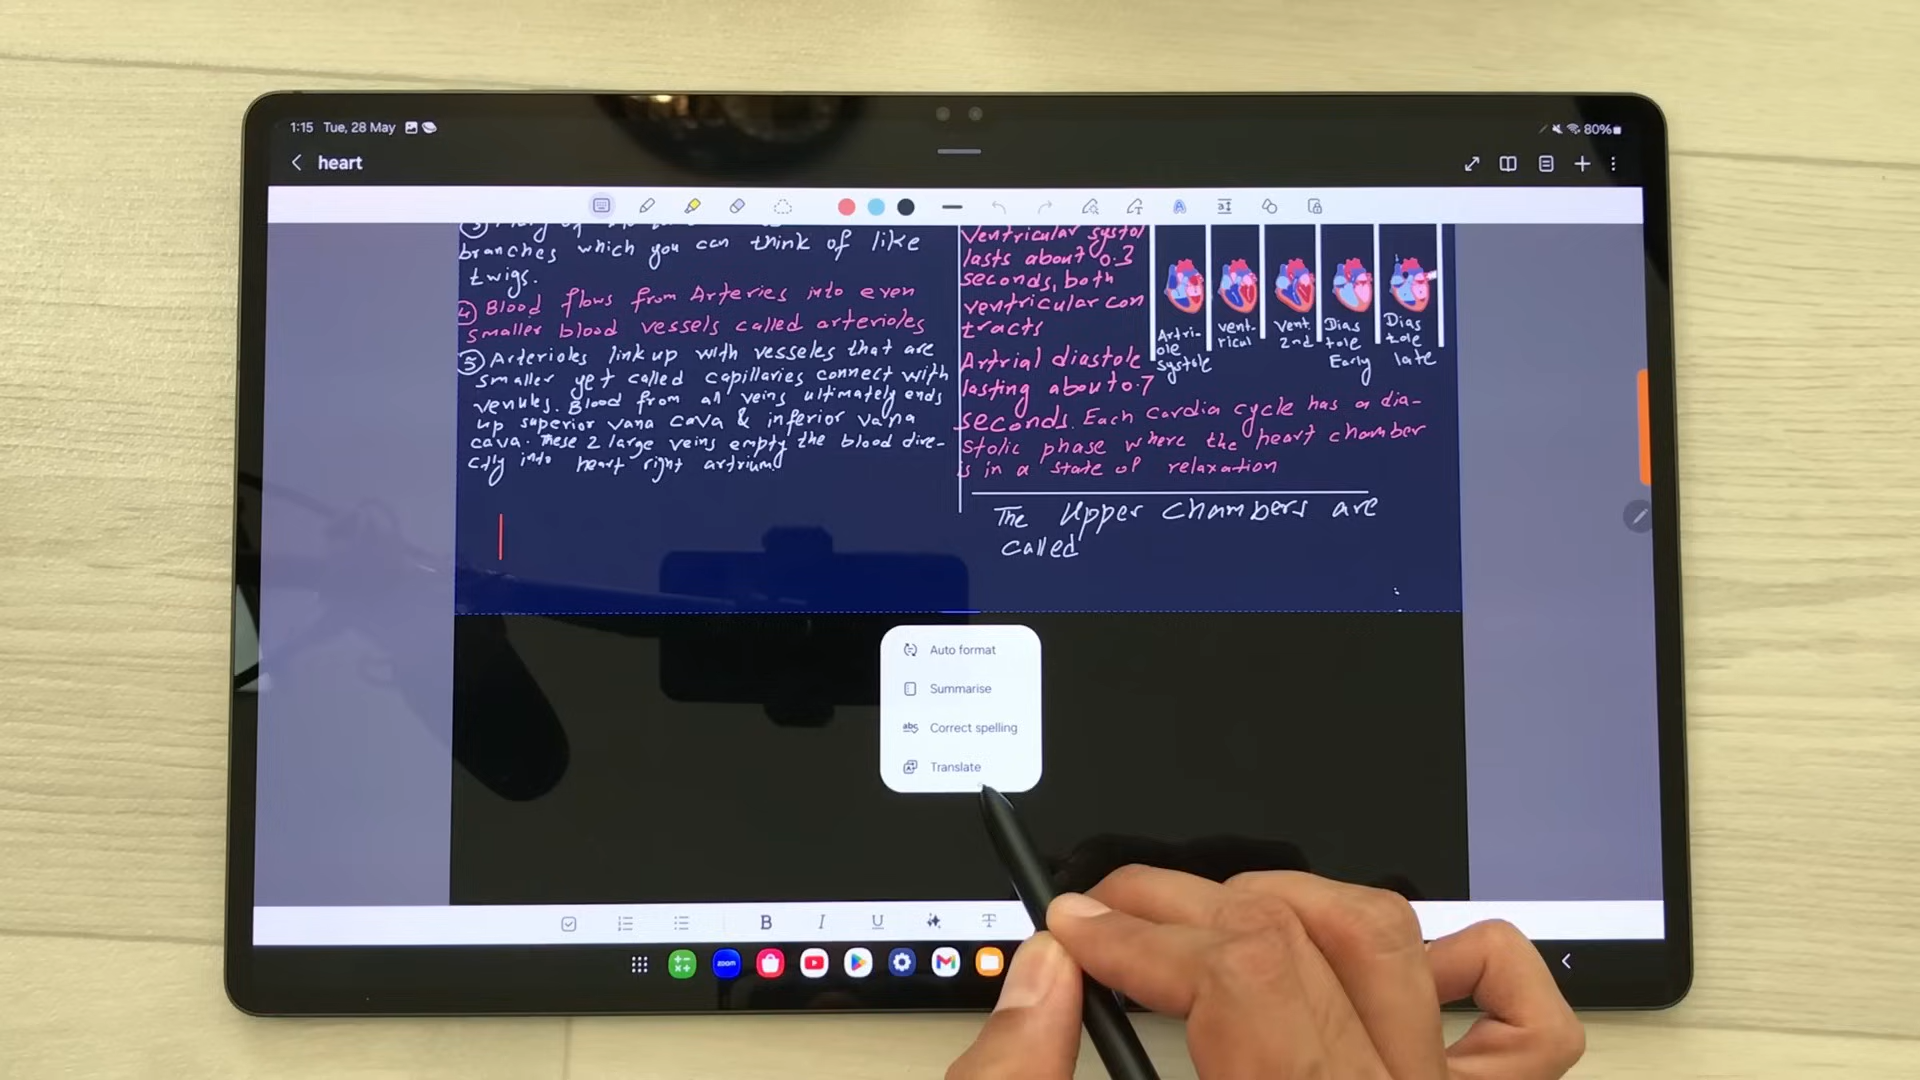 1:15 Tue, 28 May
80%
heart
branches which you can think of like
twigs.
4 Blood flows from Arteries into even
smaller blood vessels called arterioles
5 Arterioles link up with vesseles that are
smaller yet called capillaries connect with
venules. Blood from all veins ultimately ends
up superior vana cava & inferior vana
cava. These 2 large veins empty the blood dire-
ctly into heart right artrium
Ventricular systol
lasts about 0.3
seconds, both
ventricular con
tracts
Artrial diastole
lasting about 0.7
seconds. Each cardia cycle has a dia-
stolic phase where the heart chamber
is in a state of relaxation
Artri-
ole
systole
vent-
ricul
Vent
2nd
Dias
tole
Early
Dias
tole
late
The Upper Chambers are
called
Auto format
Summarise
abc
Correct spelling
Translate
B I U T
zoom